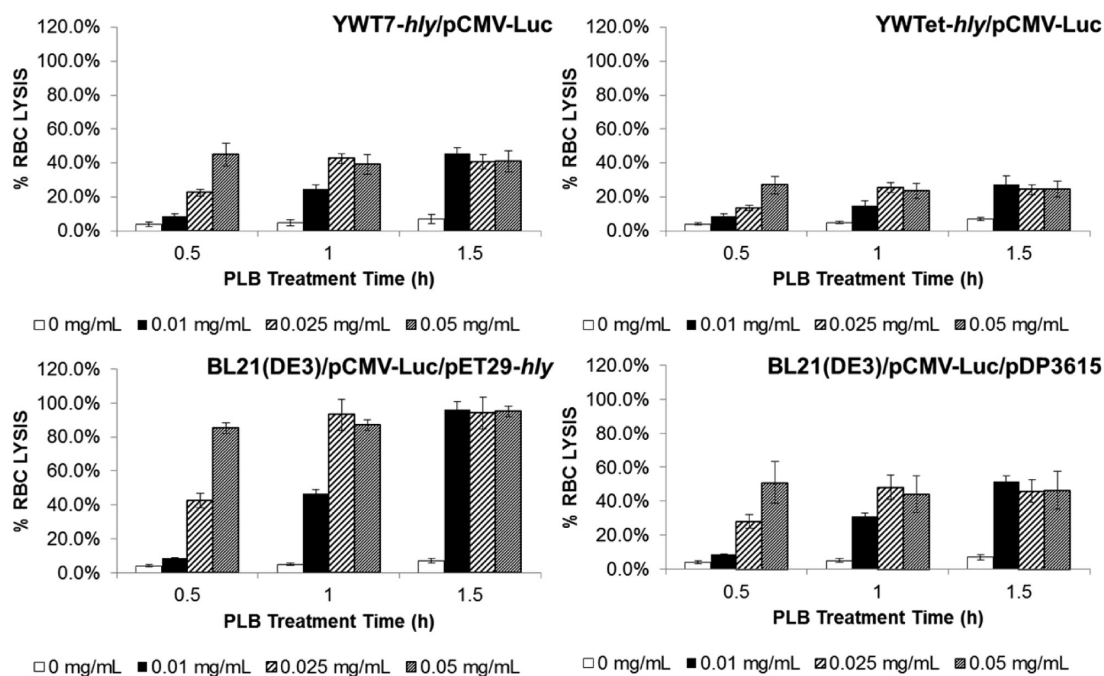 YWT7-hly/pCMV-Luc
120.0%
100.0%
80.0%
60.0%
40.0%
20.0%
0.0%
% RBC LYSIS
0.5 1 1.5
PLB Treatment Time (h)
0 mg/mL 0.01 mg/mL 0.025 mg/mL 0.05 mg/mL
YWTet-hly/pCMV-Luc
120.0%
100.0%
80.0%
60.0%
40.0%
20.0%
0.0%
% RBC LYSIS
0.5 1 1.5
PLB Treatment Time (h)
0 mg/mL 0.01 mg/mL 0.025 mg/mL 0.05 mg/mL
BL21(DE3)/pCMV-Luc/pET29-hly
120.0%
100.0%
80.0%
60.0%
40.0%
20.0%
0.0%
% RBC LYSIS
0.5 1 1.5
PLB Treatment Time (h)
0 mg/mL 0.01 mg/mL 0.025 mg/mL 0.05 mg/mL
BL21(DE3)/pCMV-Luc/pDP3615
120.0%
100.0%
80.0%
60.0%
40.0%
20.0%
0.0%
% RBC LYSIS
0.5 1 1.5
PLB Treatment Time (h)
0 mg/mL 0.01 mg/mL 0.025 mg/mL 0.05 mg/mL